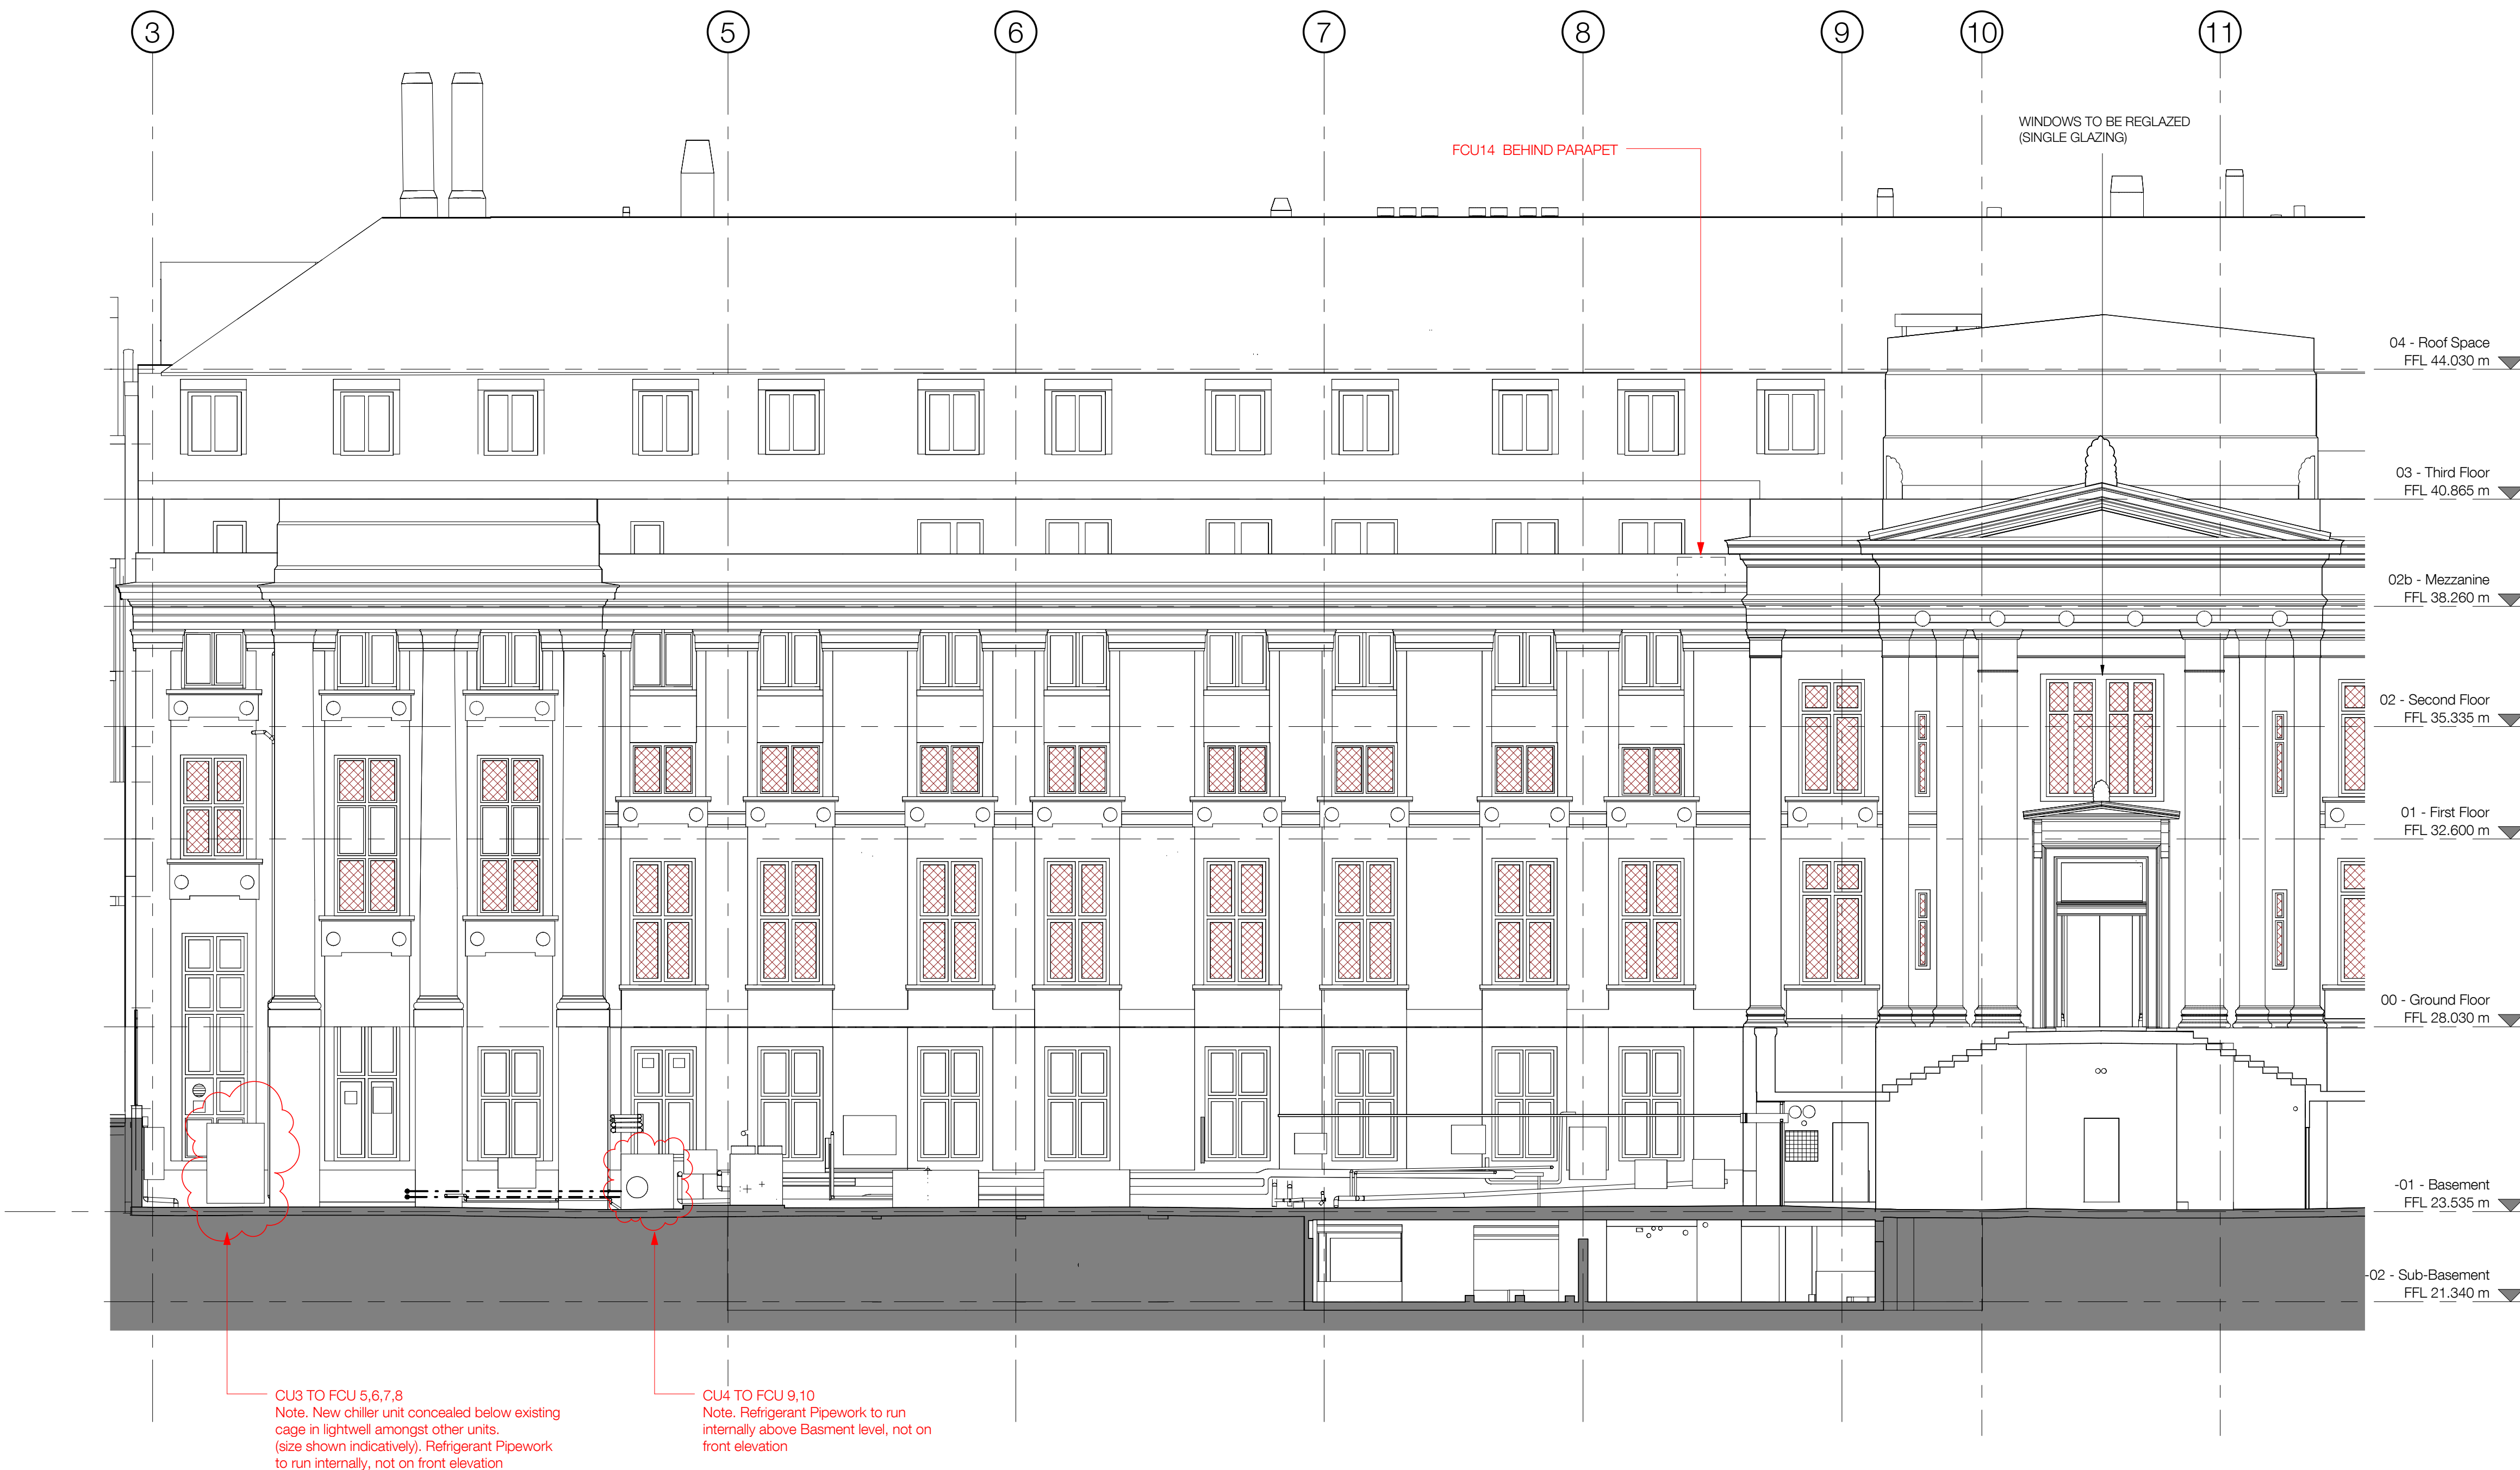 3
5
6
7
8
9
10
11
WINDOWS TO BE REGLAZED
(SINGLE GLAZING)
FCU14 BEHIND PARAPET
04 - Roof Space
FFL 44.030 m
03 - Third Floor
FFL 40.865 m
02b - Mezzanine
FFL 38.260 m
02 - Second Floor
FFL 35.335 m
01 - First Floor
FFL 32.600 m
00 - Ground Floor
FFL 28.030 m
-01 - Basement
FFL 23.535 m
-02 - Sub-Basement
FFL 21.340 m
CU3 TO FCU 5,6,7,8
Note. New chiller unit concealed below existing
cage in lightwell amongst other units.
(size shown indicatively). Refrigerant Pipework
to run internally, not on front elevation
CU4 TO FCU 9,10
Note. Refrigerant Pipework to run
internally above Basment level, not on
front elevation